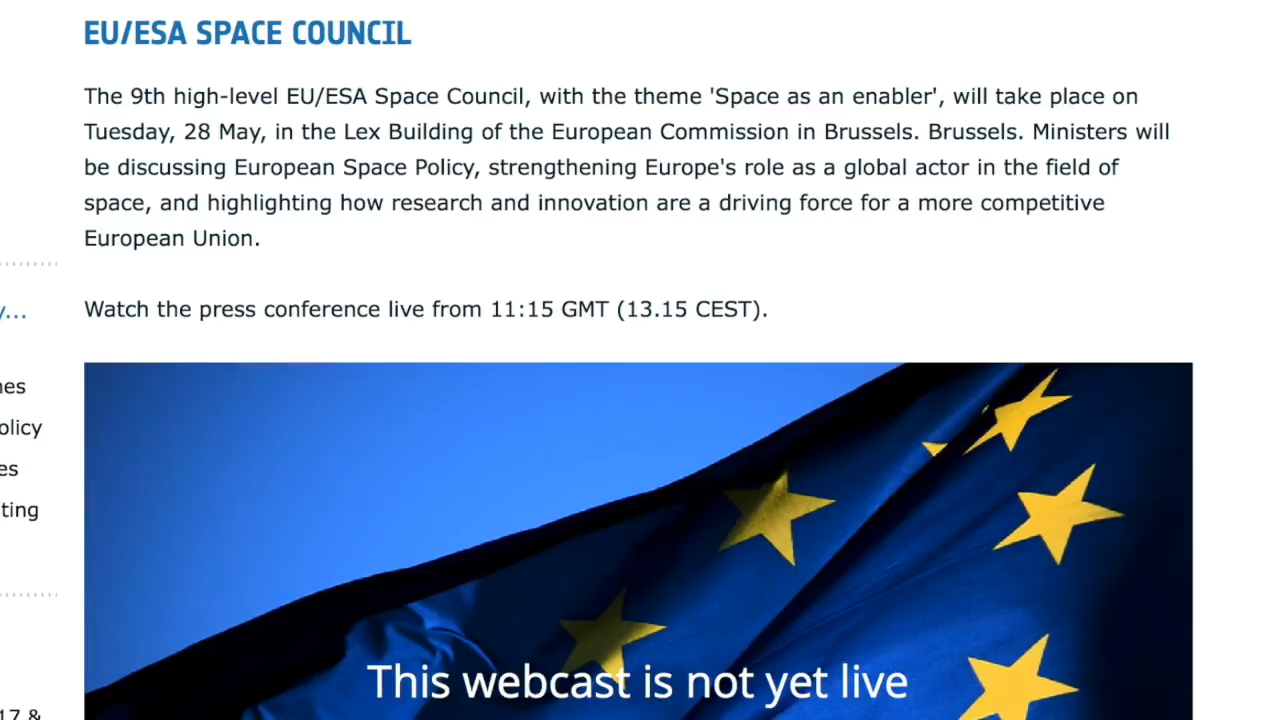 EU/ESA SPACE COUNCIL
The 9th high-level EU/ESA Space Council, with the theme 'Space as an enabler', will take place on
Tuesday, 28 May, in the Lex Building of the European Commission in Brussels. Brussels. Ministers will
be discussing European Space Policy, strengthening Europe's role as a global actor in the field of
space, and highlighting how research and innovation are a driving force for a more competitive
European Union.
Watch the press conference live from 11:15 GMT (13.15 CEST).
This webcast is not yet live
olicy
ting
17 &